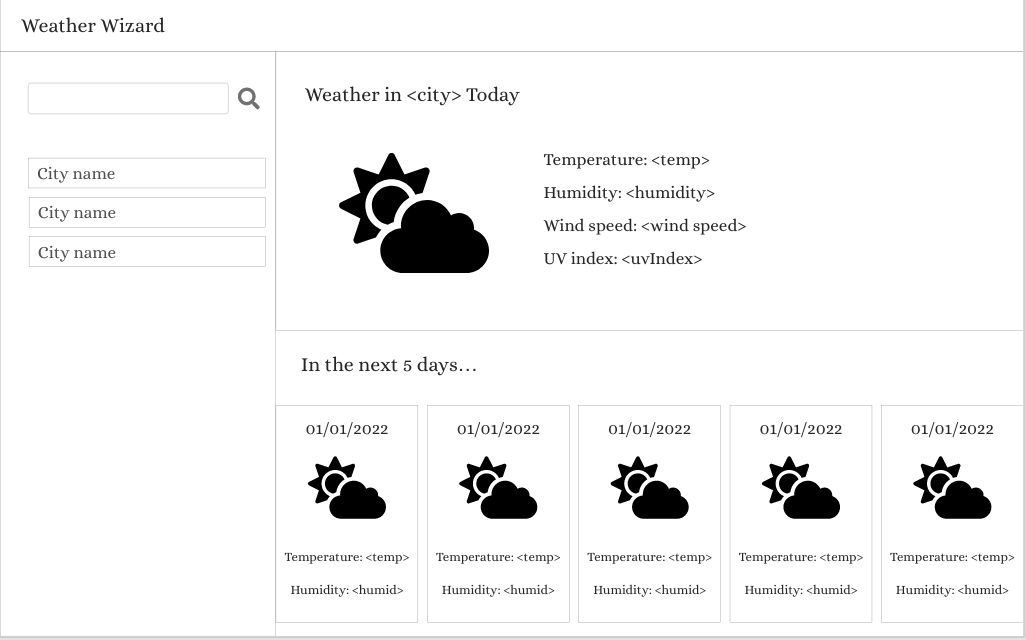 Weather Wizard
City name
City name
City name
Weather in <city> Today
Temperature: <temp>
Humidity: <humidity>
Wind speed: <wind speed>
UV index: <uvIndex>
In the next 5 days…
01/01/2022
Temperature: <temp>
Humidity: <humid>
01/01/2022
Temperature: <temp>
Humidity: <humid>
01/01/2022
Temperature: <temp>
Humidity: <humid>
01/01/2022
Temperature: <temp>
Humidity: <humid>
01/01/2022
Temperature: <temp>
Humidity: <humid>